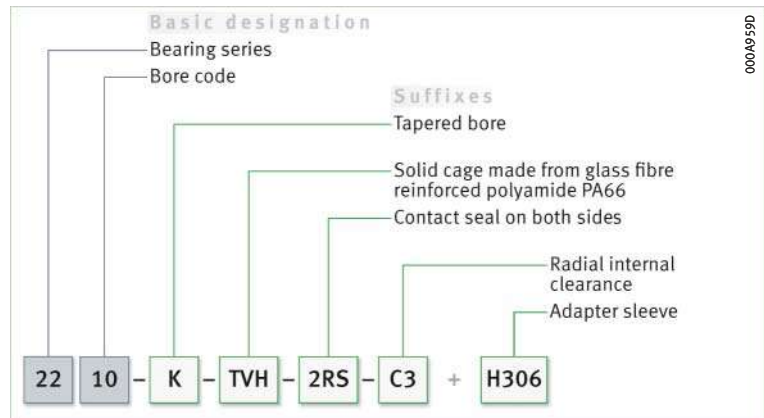 Basic designation
Bearing series
Bore code
Suffixes
Tapered bore
Solid cage made from glass fibre
reinforced polyamide PA66
Contact seal on both sides
Radial internal
clearance
Adapter sleeve
22 10 – K – TVH – 2RS – C3 + H306
000A959D